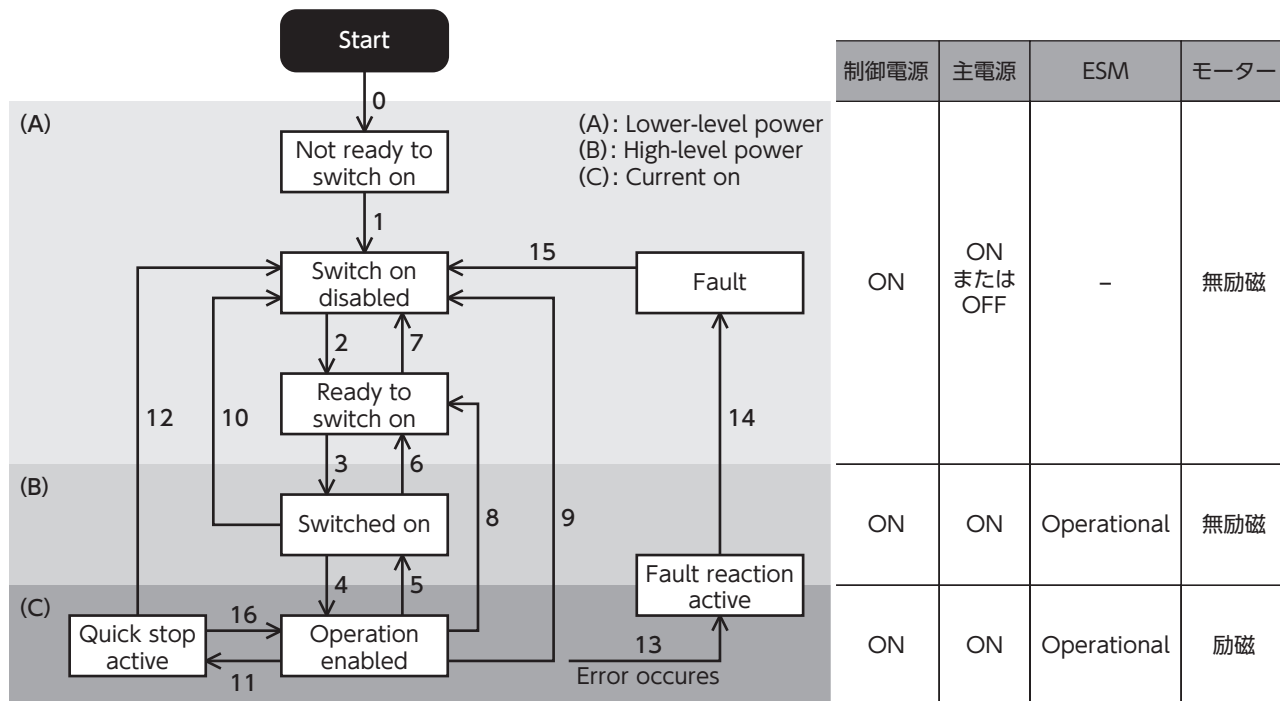 Start
0
(A)
(A): Lower-level power
(B): High-level power
(C): Current on
Not ready to
switch on
1
Switch on
disabled
15
Fault
2
7
Ready to
switch on
12
10
14
3
6
(B)
Switched on
8
9
4
5
Fault reaction
active
(C)
Quick stop
active
16
11
Operation
enabled
13
Error occures
制御電源 主電源 ESM モーター
ON
ON
または
OFF
–
無励磁
ON ON Operational 無励磁
ON ON Operational 励磁